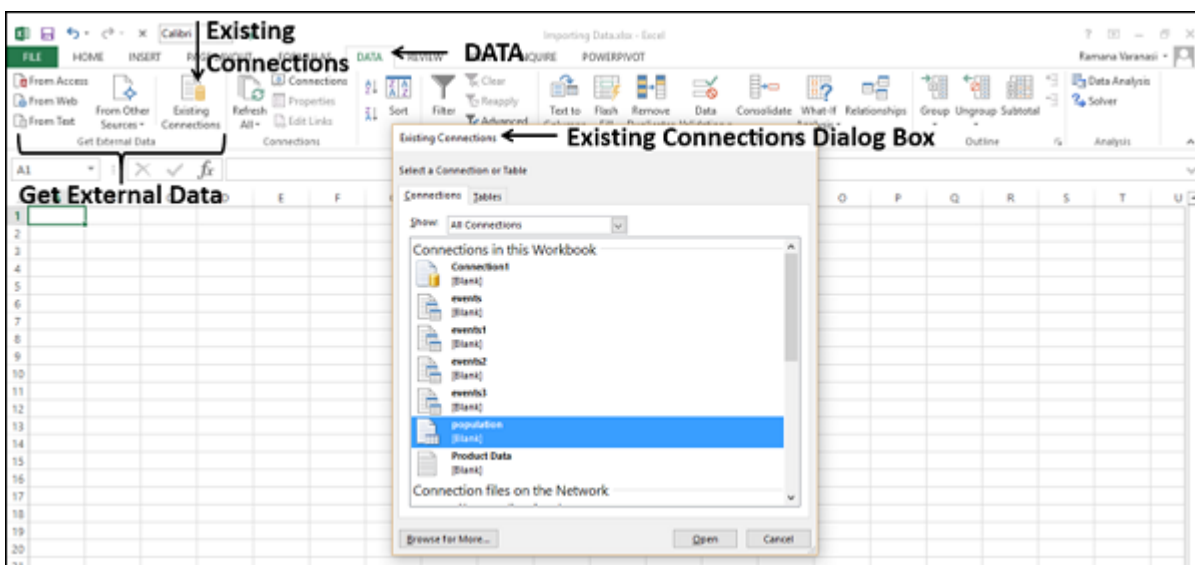 Calibri
Existing
Connections
DATA
Importing Data.xlsx - Excel
FILE HOME INSERT DATA REVIEW POWERPIVOT
Ramana Varanasi
From Access
From Web
From Text
From Other
Sources
Existing
Connections
Get External Data
Refresh
All
Connections
Properties
Edit Links
Connections
Sort
Filter
Clear
Reapply
Advanced
Text to
Flash
Remove
Data
Consolidate
What-If
Relationships
Group Ungroup Subtotal
Outline
Data Analysis
Solver
Analysis
A1
fx
Get External Data
Existing Connections
Existing Connections Dialog Box
Select a Connection or Table
Connections Tables
Show: All Connections
Connections in this Workbook
Connection1
[Blank]
events
[Blank]
events1
[Blank]
events2
[Blank]
events3
[Blank]
population
[Blank]
Product Data
[Blank]
Connection files on the Network
Browse for More... Open Cancel
E F O P Q R S T U
1
2
3
4
5
6
7
8
9
10
11
12
13
14
15
16
17
18
19
20